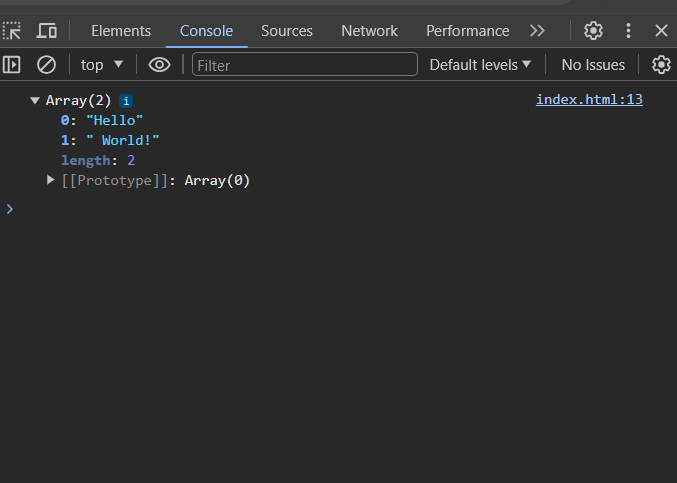 Elements Console Sources Network Performance
top Filter Default levels No Issues
Array(2) i index.html:13
0: "Hello"
1: " World!"
length: 2
[[Prototype]]: Array(0)